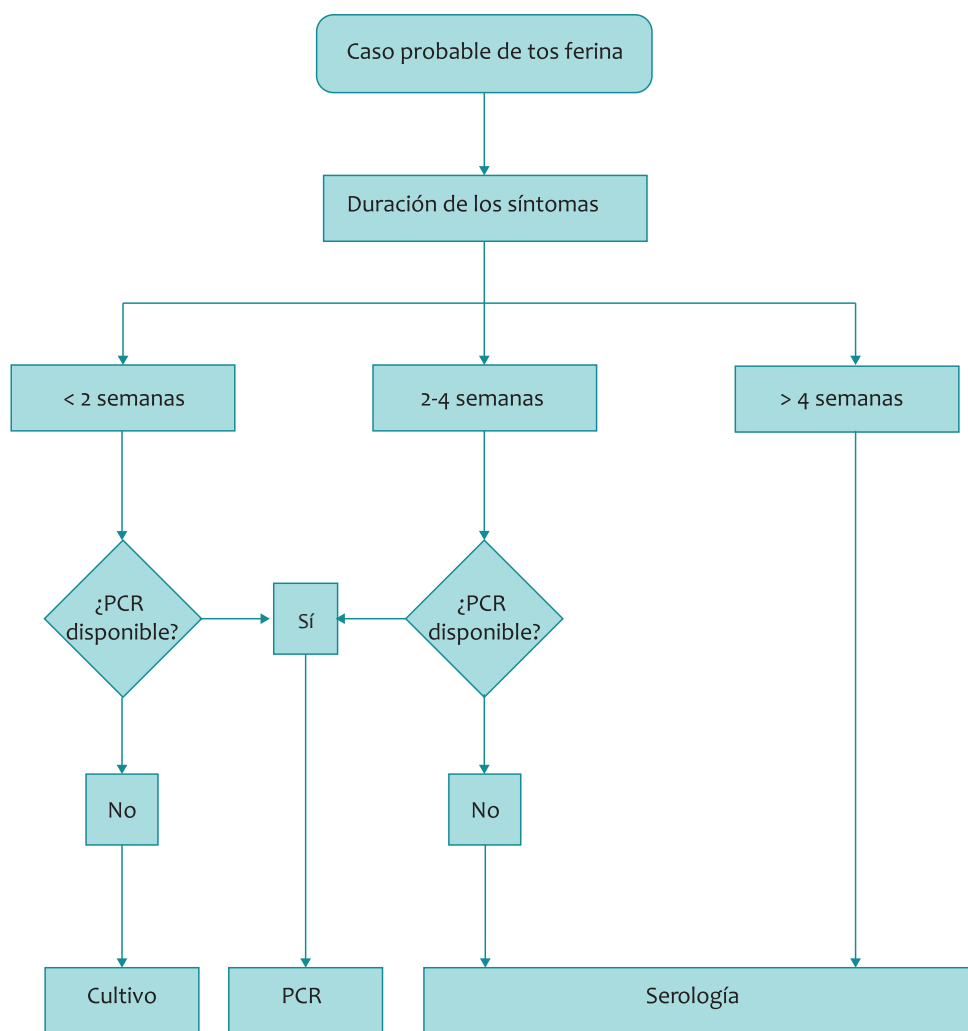 Caso probable de tos ferina
Duración de los síntomas
< 2 semanas
2-4 semanas
> 4 semanas
¿PCR
disponible?
Sí
¿PCR
disponible?
No
No
Cultivo
PCR
Serología